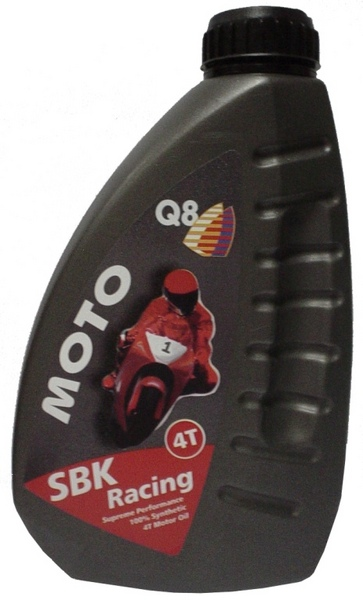 Q8
MOTO
1
4T
SBK
Racing
Supreme Performance
100% Synthetic
4T Motor Oil